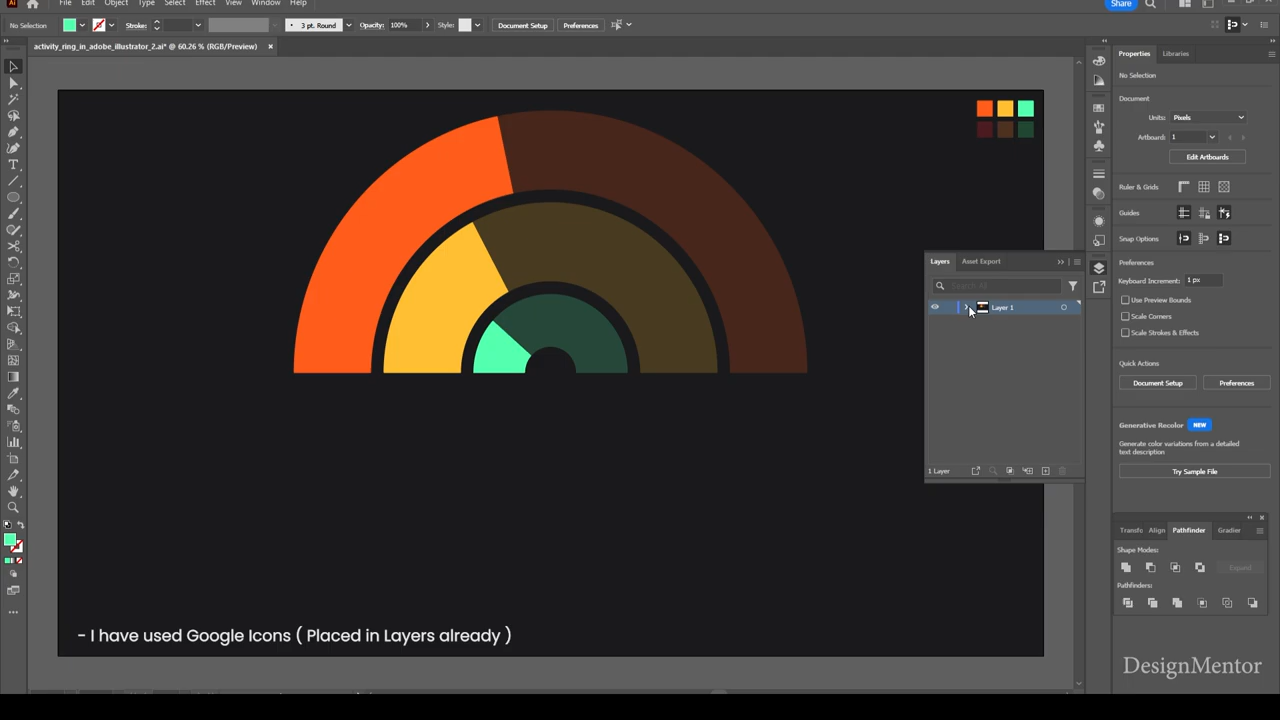 Ai File Edit Object Type Select Effect View Window Help Share
No Selection Stroke: 3 pt. Round Opacity: 100% Style: Document Setup Preferences
activity_ring_in_adobe_illustrator_2.ai* @ 60.26 % (RGB/Preview) ×
Properties Libraries
No Selection
Document
Units: Pixels
Artboard: 1
Edit Artboards
Ruler & Grids
Guides
Snap Options
Preferences
Keyboard Increment: 1 px
Use Preview Bounds
Scale Corners
Scale Strokes & Effects
Quick Actions
Document Setup Preferences
Generative Recolor NEW
Generate color variations from a detailed
text description
Try Sample File
Layers Asset Export
Search All
Layer 1
1 Layer
Transfc Align Pathfinder Gradier
Shape Modes:
Expand
Pathfinders:
- I have used Google Icons ( Placed in Layers already )
DesignMentor